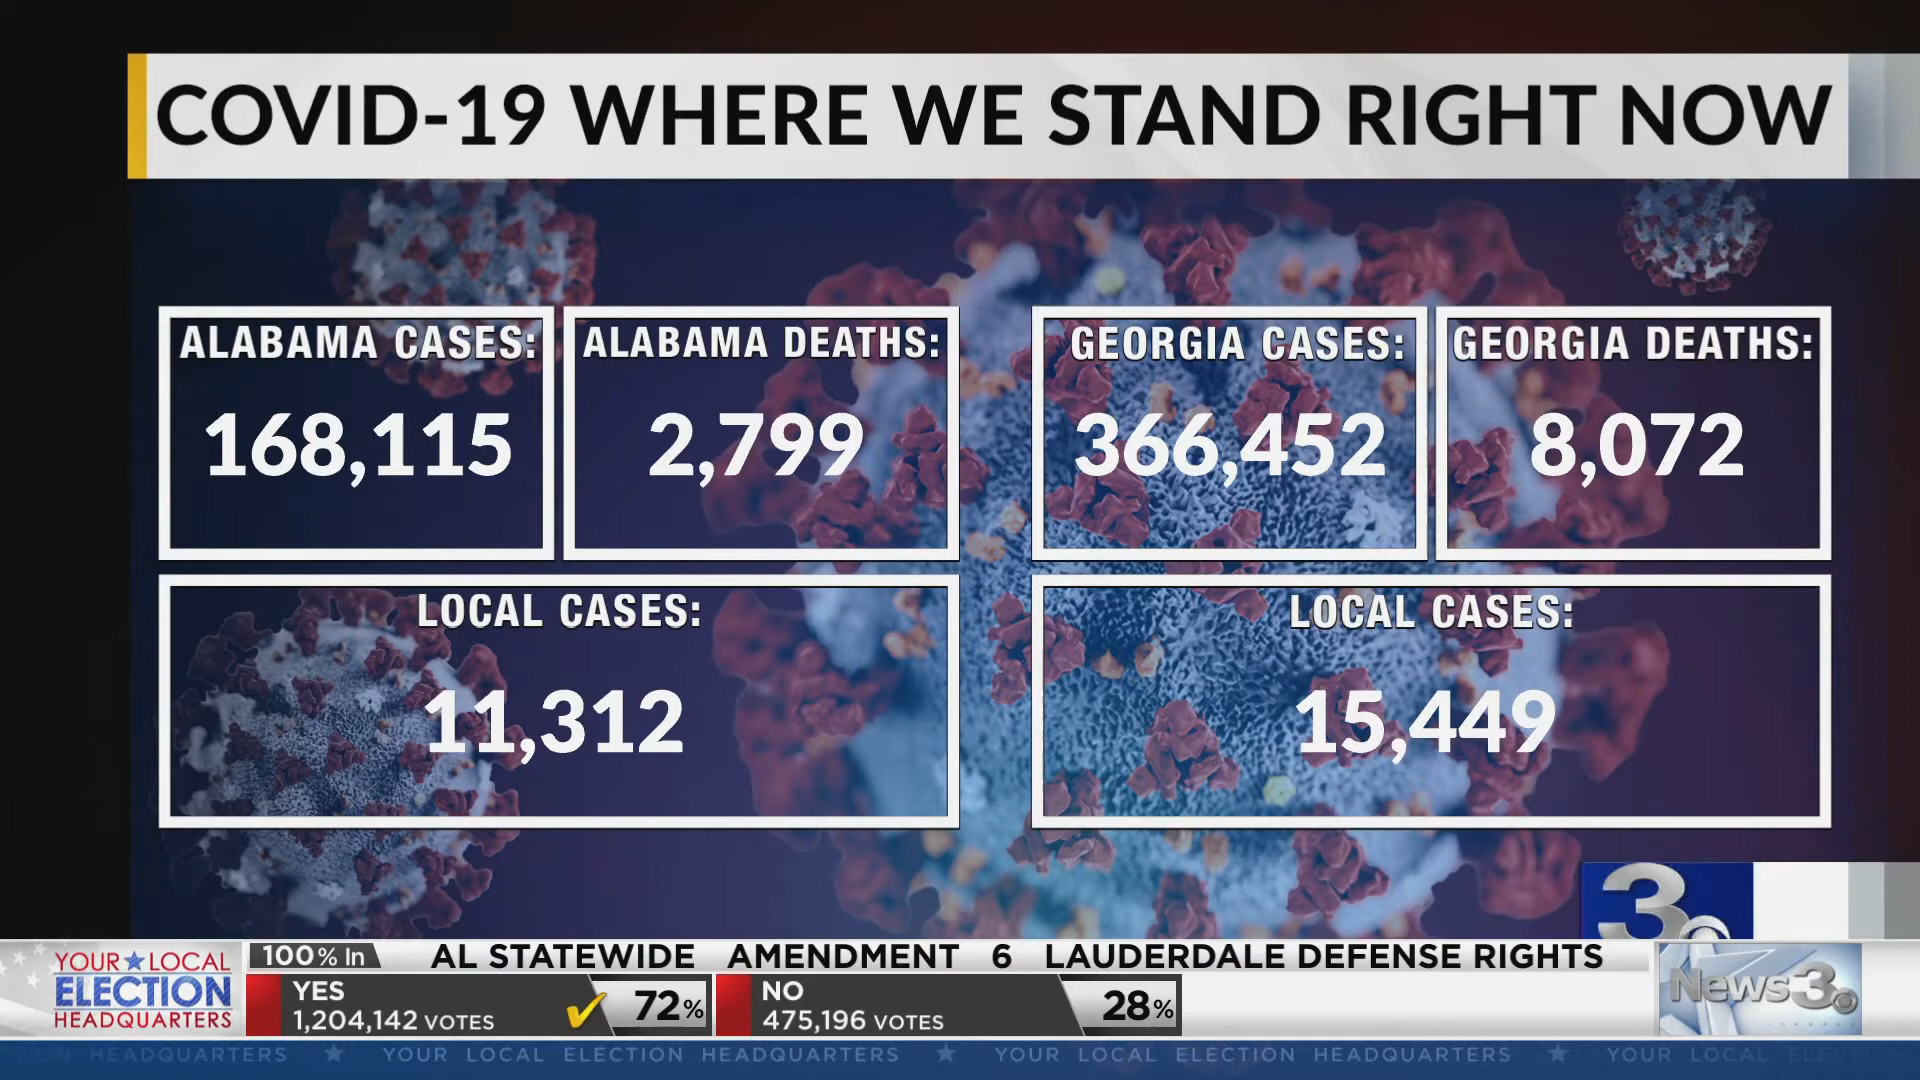 COVID-19 WHERE WE STAND RIGHT NOW
ALABAMA CASES:
168,115
ALABAMA DEATHS:
2,799
GEORGIA CASES:
366,452
GEORGIA DEATHS:
8,072
LOCAL CASES:
11,312
LOCAL CASES:
15,449
3
YOUR LOCAL
ELECTION
HEADQUARTERS
100% In
AL STATEWIDE AMENDMENT 6 LAUDERDALE DEFENSE RIGHTS
YES
1,204,142 VOTES
72%
NO
475,196 VOTES
28%
News3
HEADQUARTERS ★ YOUR LOCAL ELECTION HEADQUARTERS ★ YOUR LOCAL ELECTION HEADQUARTERS ★ YOUR LOCAL